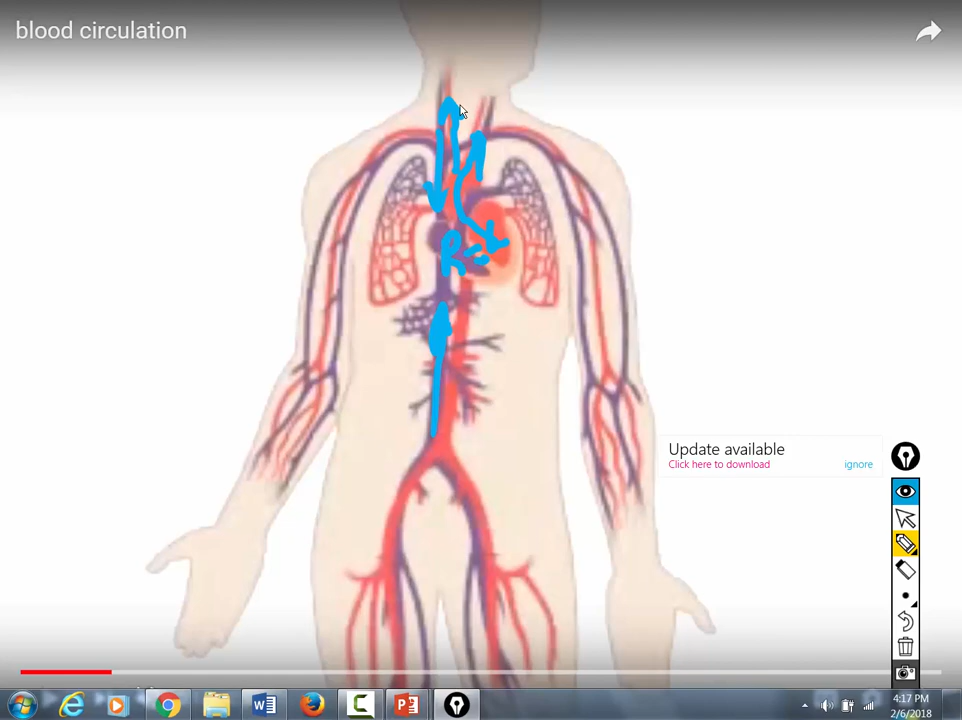 blood circulation
R
Update available
Click here to download
ignore
4:17 PM
2/6/2018